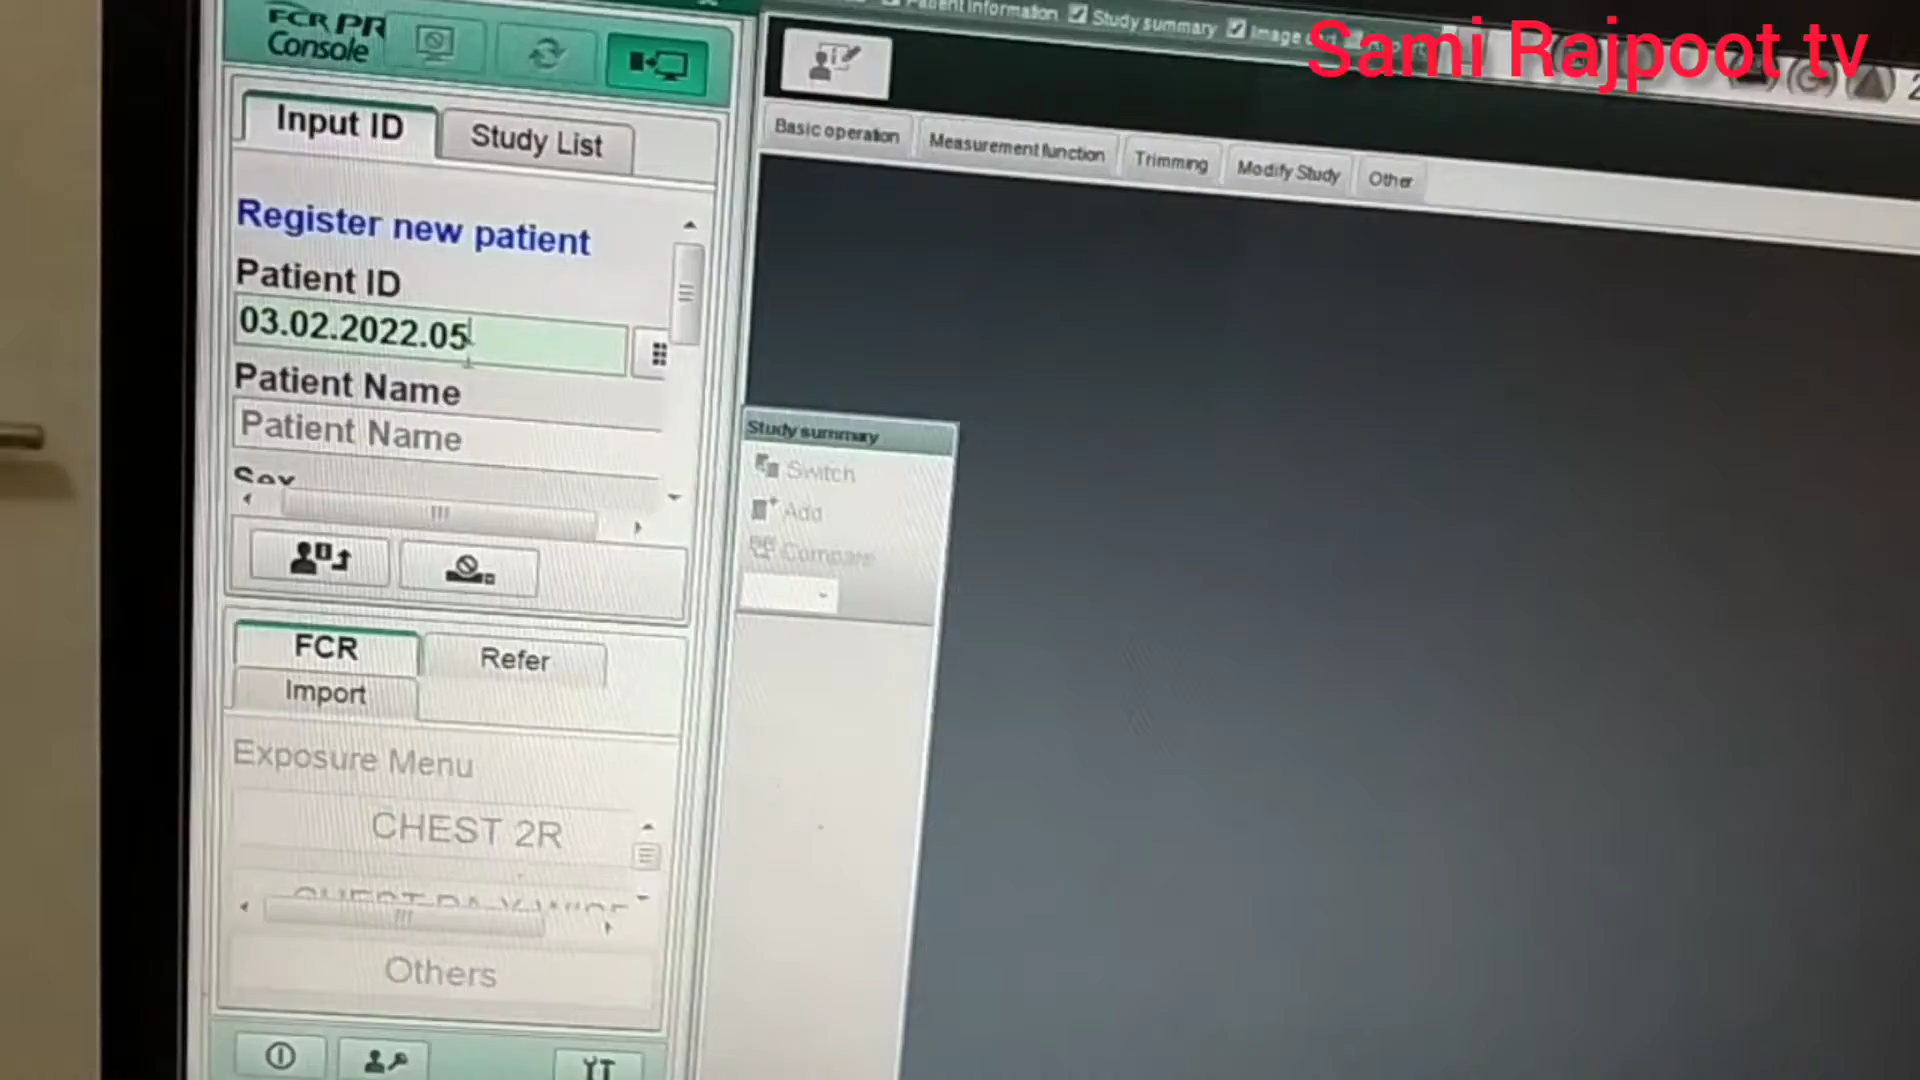 FCR PR
Console
Patient Information
Study summary
Sami Rajpoot tv
Input ID
Study List
Basic operation
Measurement function
Trimming
Modify Study
Other
Register new patient
Patient ID
03.02.2022.05
Patient Name
Patient Name
Sex
Study summary
Switch
Add
Compare
FCR
Refer
Import
Exposure Menu
CHEST 2R
Others